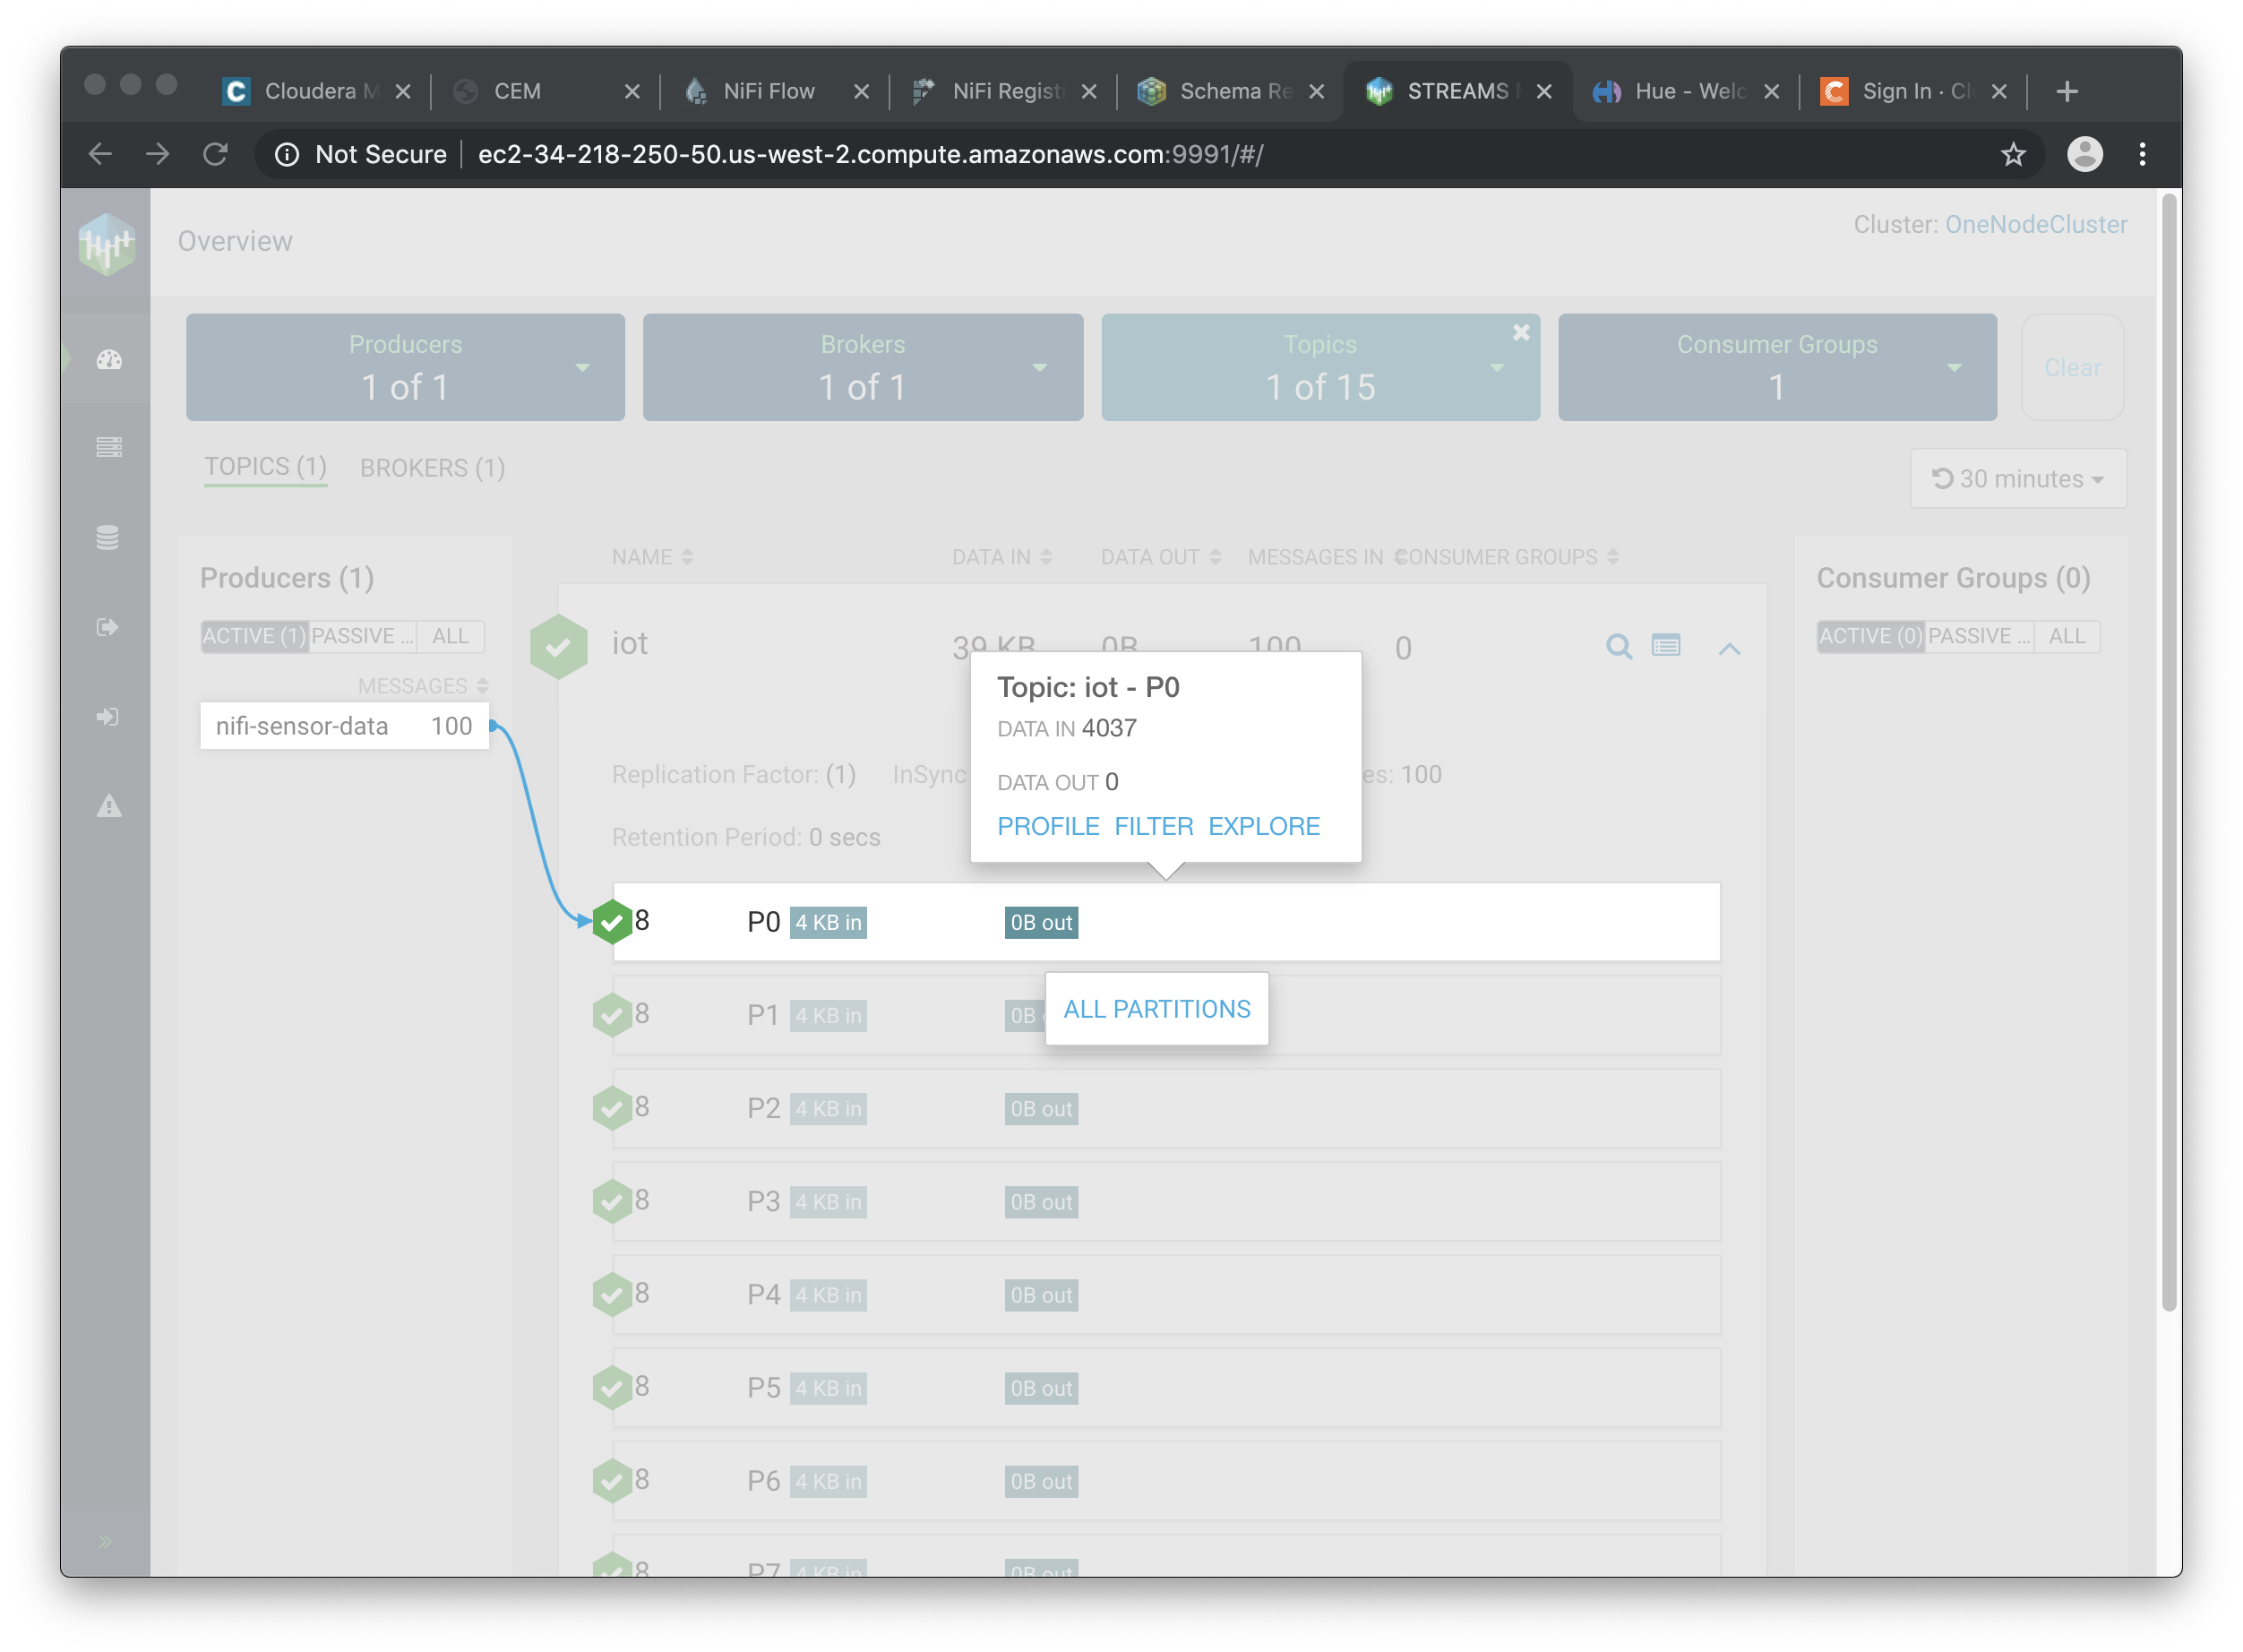 Cloudera M
CEM
NiFi Flow
NiFi Regist
Schema Re
STREAMS
Hue - Welc
Sign In · Cl
Not Secure
ec2-34-218-250-50.us-west-2.compute.amazonaws.com:9991/#/
Overview
Cluster: OneNodeCluster
Producers
1 of 1
Brokers
1 of 1
Topics
1 of 15
Consumer Groups
1
Clear
TOPICS (1)
BROKERS (1)
30 minutes
Producers (1)
ACTIVE (1) PASSIVE ... ALL
MESSAGES
nifi-sensor-data 100
NAME DATA IN DATA OUT MESSAGES IN CONSUMER GROUPS
iot 39 KB 0B 100 0
Topic: iot - P0
DATA IN 4037
DATA OUT 0
PROFILE FILTER EXPLORE
Replication Factor: (1) InSync es: 100
Retention Period: 0 secs
8 P0 4 KB in 0B out
ALL PARTITIONS
8 P1 4 KB in 0B
8 P2 4 KB in 0B out
8 P3 4 KB in 0B out
8 P4 4 KB in 0B out
8 P5 4 KB in 0B out
8 P6 4 KB in 0B out
8 P7 4 KB in 0B out
Consumer Groups (0)
ACTIVE (0) PASSIVE ... ALL